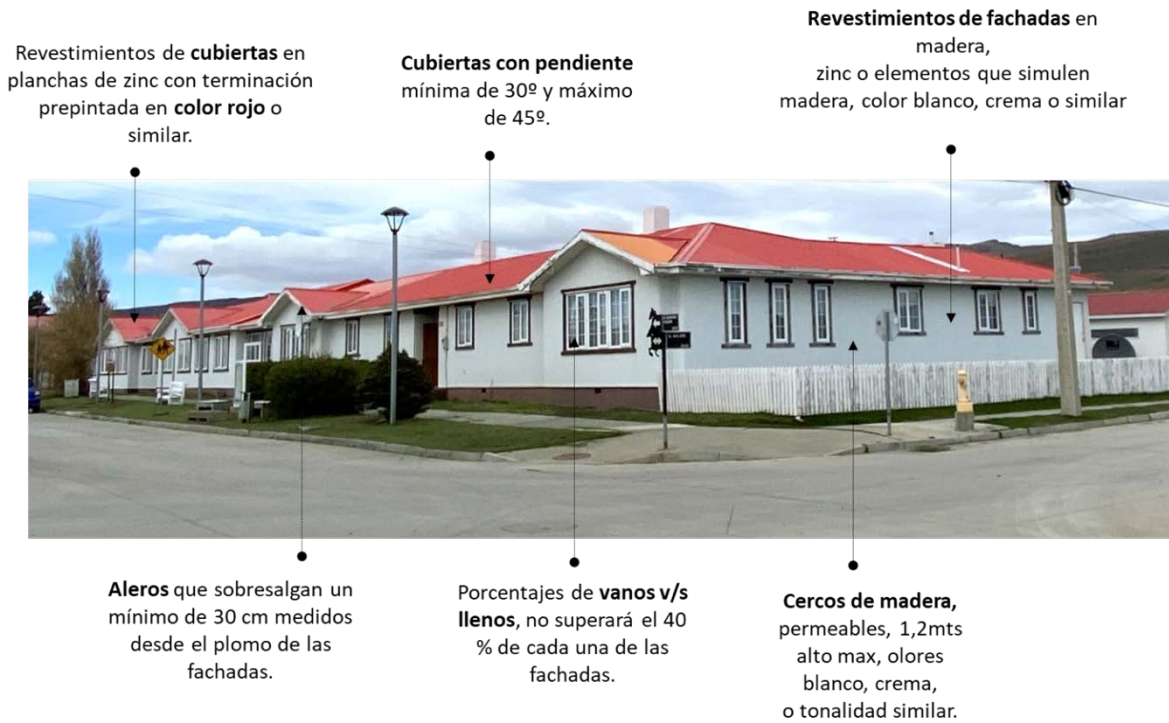 Revestimientos de cubiertas en
planchas de zinc con terminación
prepintada en color rojo o
similar.
Cubiertas con pendiente
mínima de 30º y máximo
de 45º.
Revestimientos de fachadas en
madera,
zinc o elementos que simulen
madera, color blanco, crema o similar
Aleros que sobresalgan un
mínimo de 30 cm medidos
desde el plomo de las
fachadas.
Porcentajes de vanos v/s
llenos, no superará el 40
% de cada una de las
fachadas.
Cercos de madera,
permeables, 1,2mts
alto max, olores
blanco, crema,
o tonalidad similar.